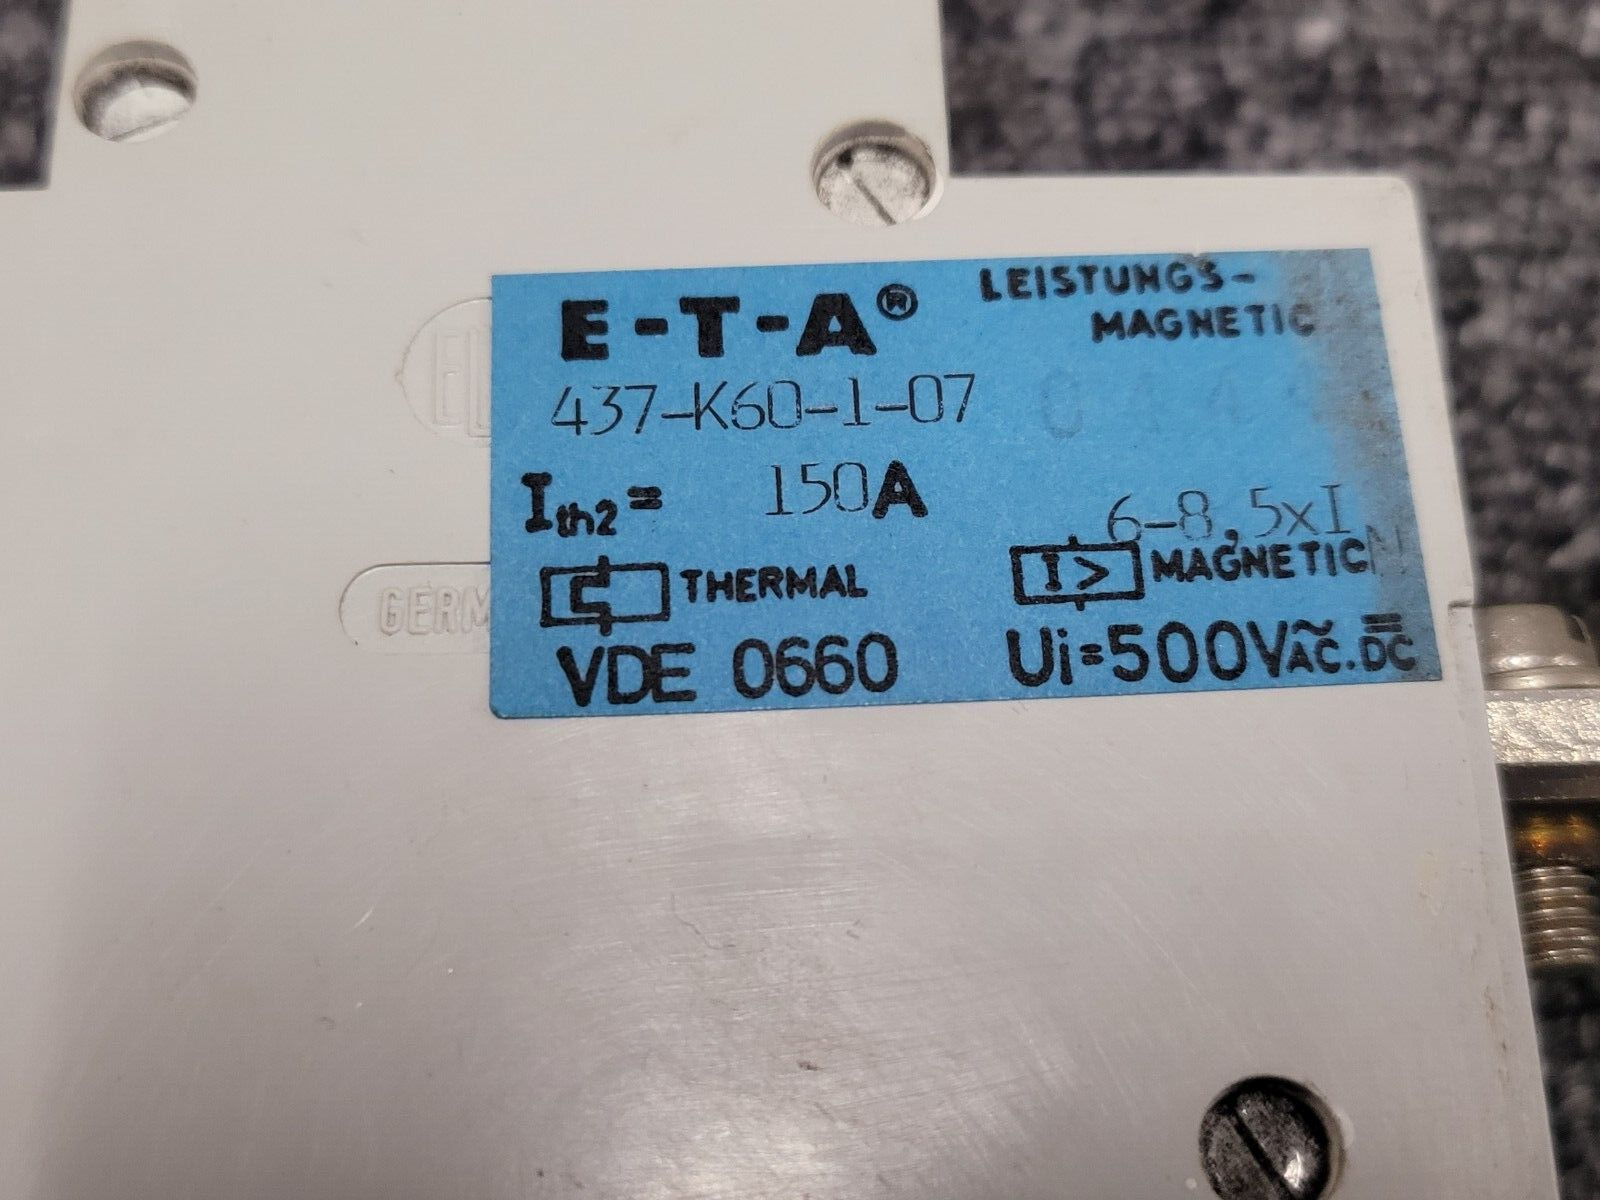 E-T-A® LEISTUNGS-
MAGNETIC
437-K60-1-07
Ith2= 150A
6-8.5xI
THERMAL I> MAGNETIC
VDE 0660 Ui=500V AC. DC
GERM